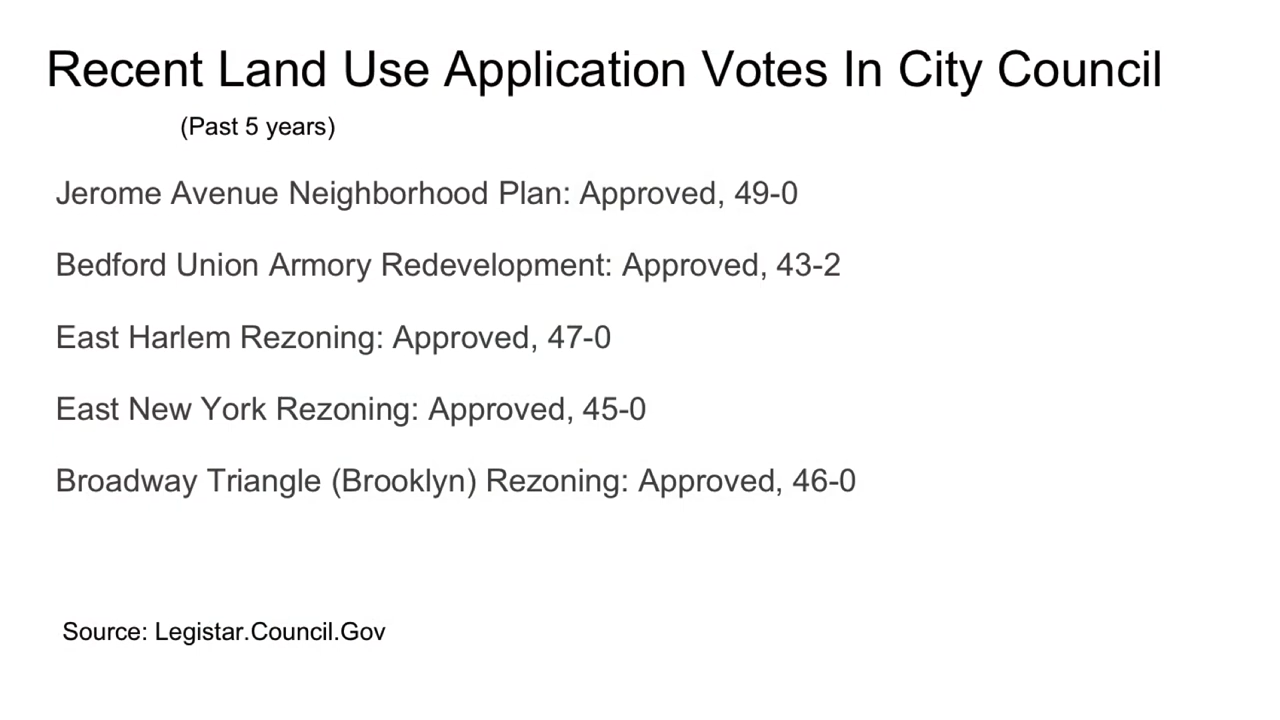 Recent Land Use Application Votes In City Council
(Past 5 years)
Jerome Avenue Neighborhood Plan: Approved, 49-0
Bedford Union Armory Redevelopment: Approved, 43-2
East Harlem Rezoning: Approved, 47-0
East New York Rezoning: Approved, 45-0
Broadway Triangle (Brooklyn) Rezoning: Approved, 46-0
Source: Legistar.Council.Gov